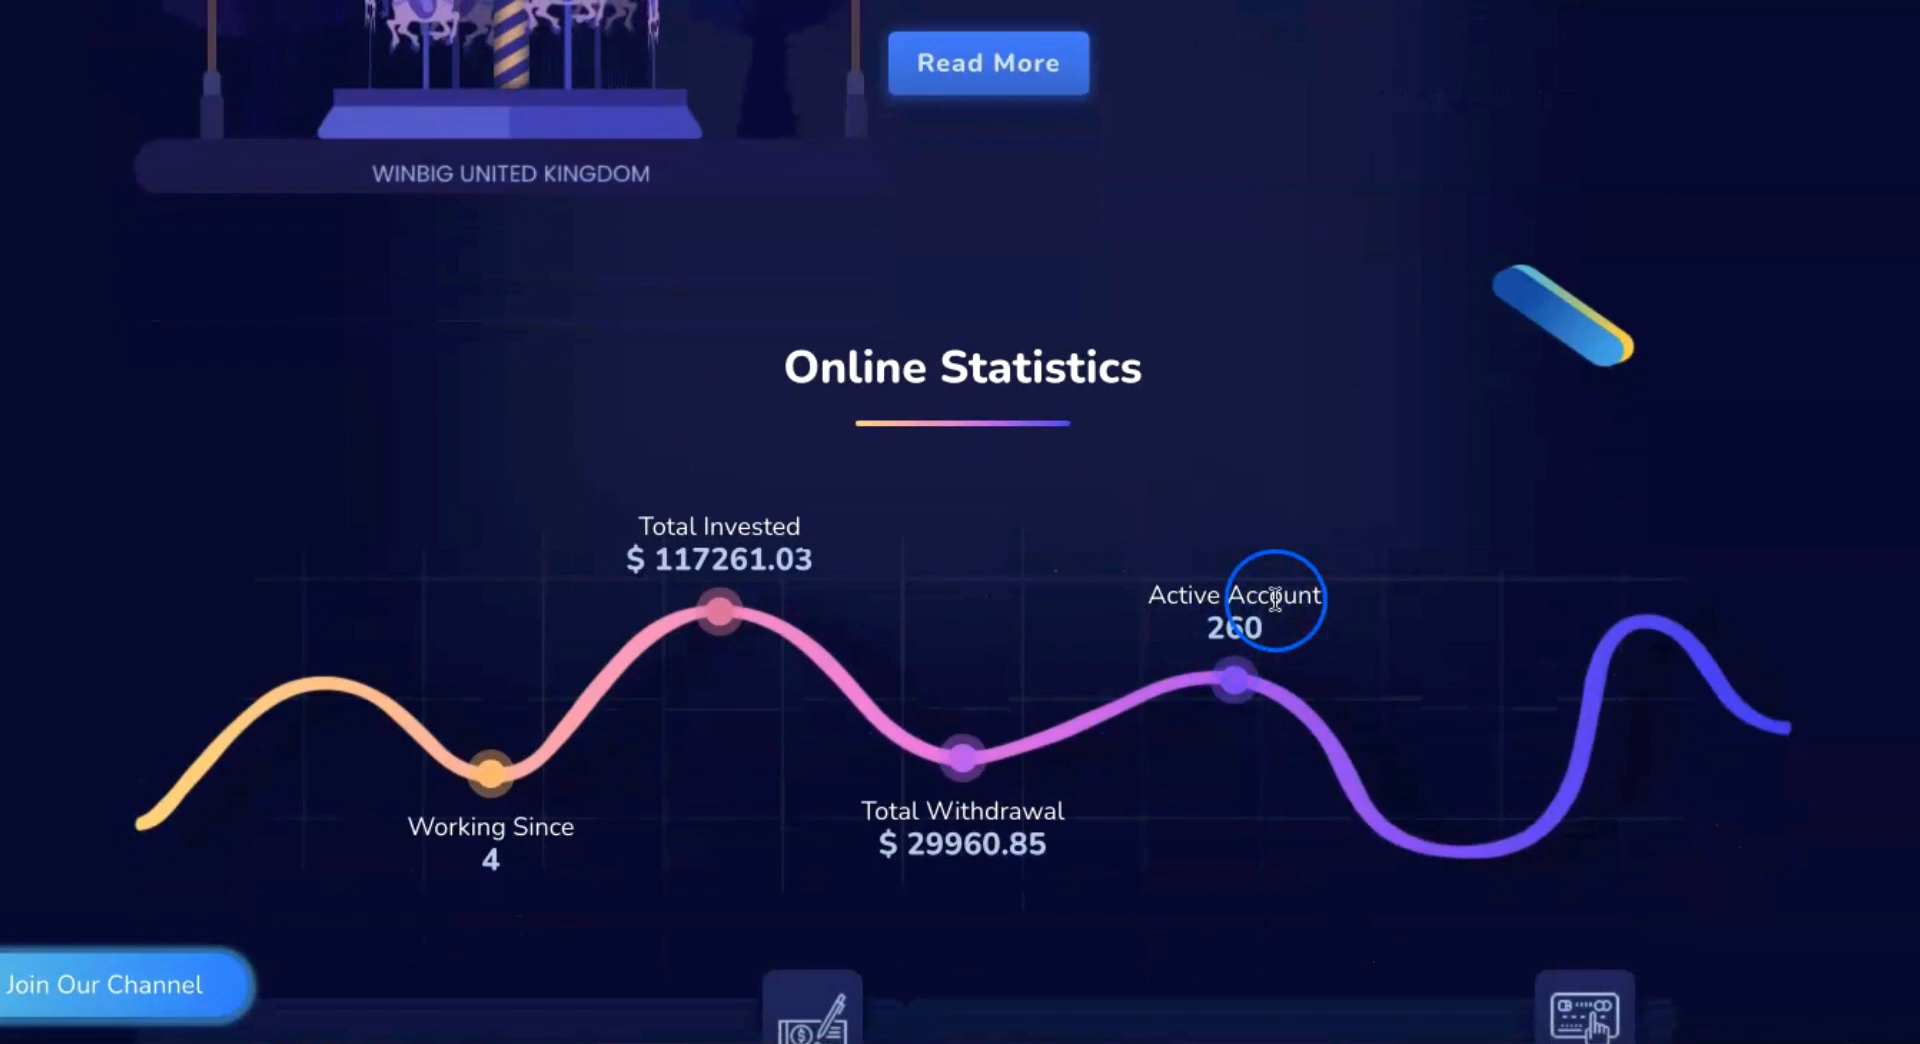 Read More
WINBIG UNITED KINGDOM
Online Statistics
Total Invested
$ 117261.03
Active Account
260
Total Withdrawal
$ 29960.85
Working Since
4
Join Our Channel